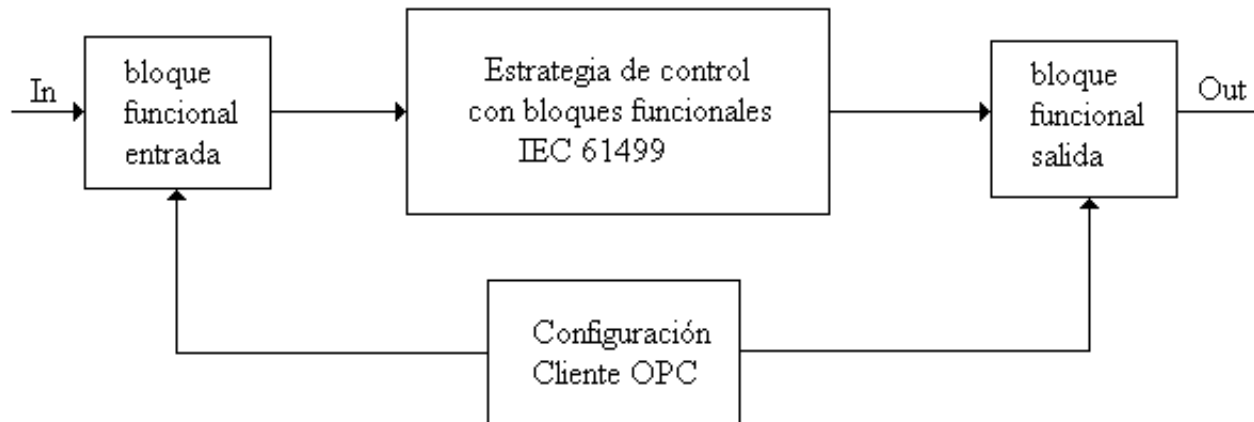 In
bloque
funcional
entrada
Estrategia de control
con bloques funcionales
IEC 61499
bloque
funcional
salida
Out
Configuración
Cliente OPC